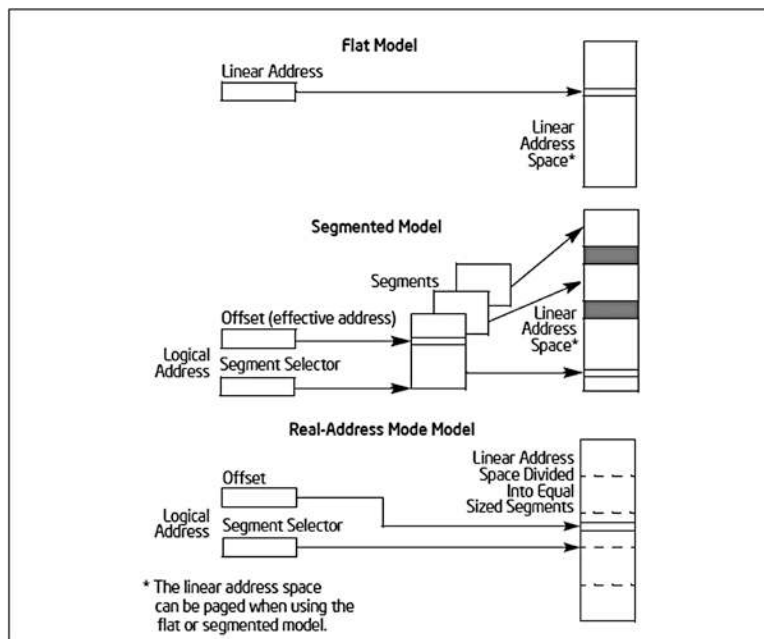 Flat Model
Linear Address
Linear
Address
Space*
Segmented Model
Segments
Offset (effective address)
Logical
Address
Segment Selector
Linear
Address
Space*
Real-Address Mode Model
Linear Address
Space Divided
Into Equal
Sized Segments
Offset
Logical
Address
Segment Selector
* The linear address space
can be paged when using the
flat or segmented model.